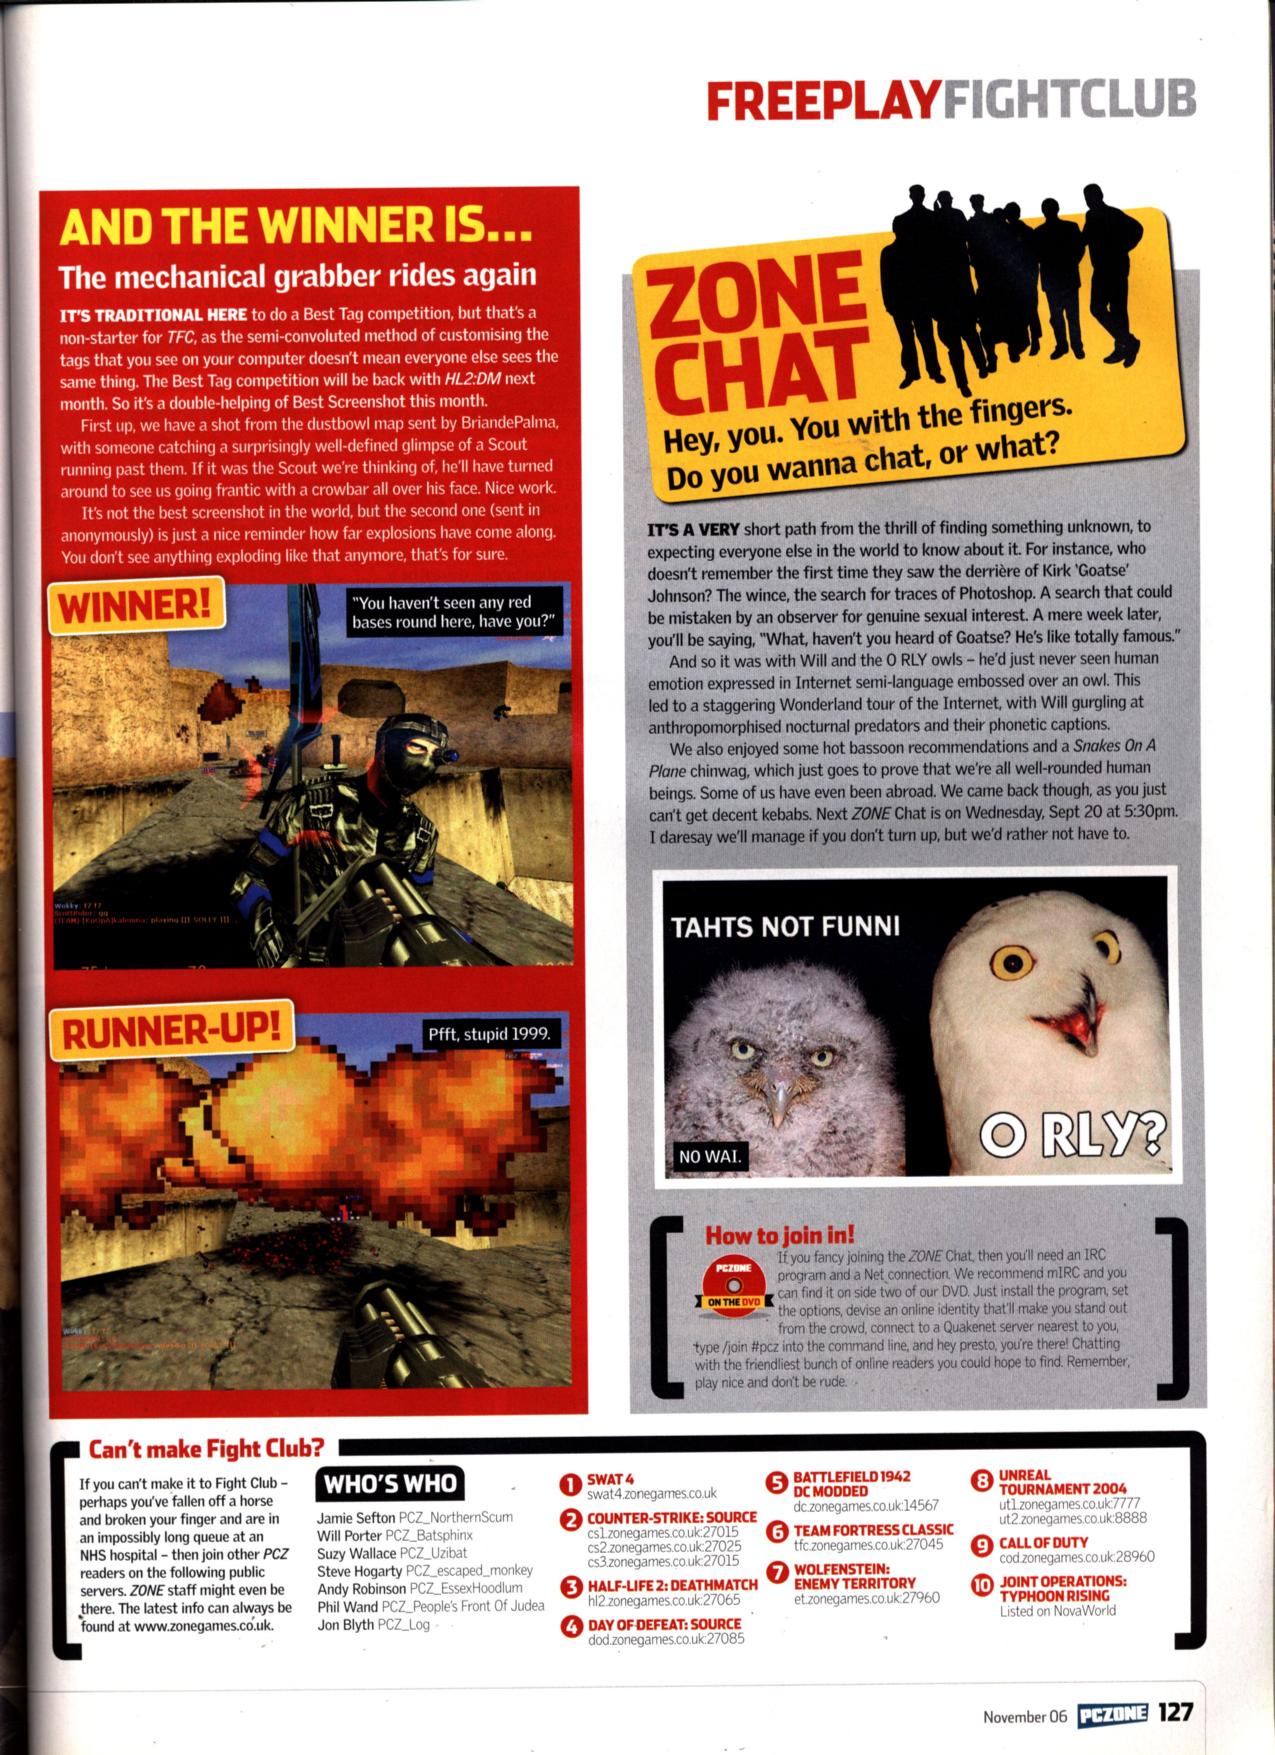 FREEPLAYFIGHTCLUB
AND THE WINNER IS...
The mechanical grabber rides again
IT'S TRADITIONAL HERE to do a Best Tag competition, but that's a
non-starter for TFC, as the semi-convoluted method of customising the
tags that you see on your computer doesn't mean everyone else sees the
same thing. The Best Tag competition will be back with HL2:DM next
month. So it's a double-helping of Best Screenshot this month.
First up, we have a shot from the dustbowl map sent by BriandePalma,
with someone catching a surprisingly well-defined glimpse of a Scout
running past them. If it was the Scout we're thinking of, he'll have turned
around to see us going frantic with a crowbar all over his face. Nice work.
It's not the best screenshot in the world, but the second one (sent in
anonymously) is just a nice reminder how far explosions have come along.
You don't see anything exploding like that anymore, that's for sure.
WINNER!
"You haven't seen any red
bases round here, have you?"
Wokky: 17 17
RUNNER-UP!
Pfft, stupid 1999.
ZONE
CHAT
Hey, you. You with the fingers.
Do you wanna chat, or what?
IT'S A VERY short path from the thrill of finding something unknown, to
expecting everyone else in the world to know about it. For instance, who
doesn't remember the first time they saw the derrière of Kirk 'Goatse'
Johnson? The wince, the search for traces of Photoshop. A search that could
be mistaken by an observer for genuine sexual interest. A mere week later,
you'll be saying, "What, haven't you heard of Goatse? He's like totally famous."
And so it was with Will and the O RLY owls – he'd just never seen human
emotion expressed in Internet semi-language embossed over an owl. This
led to a staggering Wonderland tour of the Internet, with Will gurgling at
anthropomorphised nocturnal predators and their phonetic captions.
We also enjoyed some hot bassoon recommendations and a Snakes On A
Plane chinwag, which just goes to prove that we're all well-rounded human
beings. Some of us have even been abroad. We came back though, as you just
can't get decent kebabs. Next ZONE Chat is on Wednesday, Sept 20 at 5:30pm.
I daresay we'll manage if you don't turn up, but we'd rather not have to.
TAHTS NOT FUNNI
NO WAI.
O RLY?
How to join in!
PCZONE
ON THE DVD
If you fancy joining the ZONE Chat, then you'll need an IRC
program and a Net connection. We recommend mIRC and you
can find it on side two of our DVD. Just install the program, set
the options, devise an online identity that'll make you stand out
from the crowd, connect to a Quakenet server nearest to you,
type /join #pcz into the command line, and hey presto, you're there! Chatting
with the friendliest bunch of online readers you could hope to find. Remember,
play nice and don't be rude.
Can't make Fight Club?
If you can't make it to Fight Club –
perhaps you've fallen off a horse
and broken your finger and are in
an impossibly long queue at an
NHS hospital – then join other PCZ
readers on the following public
servers. ZONE staff might even be
there. The latest info can always be
found at www.zonegames.co.uk.
WHO'S WHO
Jamie Sefton PCZ_NorthernScum
Will Porter PCZ_Batsphinx
Suzy Wallace PCZ_Uzibat
Steve Hogarty PCZ_escaped_monkey
Andy Robinson PCZ_EssexHoodlum
Phil Wand PCZ_People's Front Of Judea
Jon Blyth PCZ_Log
1 SWAT 4
swat4.zonegames.co.uk
2 COUNTER-STRIKE: SOURCE
cs1.zonegames.co.uk:27015
cs2.zonegames.co.uk:27025
cs3.zonegames.co.uk:27015
3 HALF-LIFE 2: DEATHMATCH
hl2.zonegames.co.uk:27065
4 DAY OF DEFEAT: SOURCE
dod.zonegames.co.uk:27085
5 BATTLEFIELD 1942
DC MODDED
dc.zonegames.co.uk:14567
6 TEAM FORTRESS CLASSIC
tfc.zonegames.co.uk:27045
7 WOLFENSTEIN:
ENEMY TERRITORY
et.zonegames.co.uk:27960
8 UNREAL
TOURNAMENT 2004
ut1.zonegames.co.uk:7777
ut2.zonegames.co.uk:8888
9 CALL OF DUTY
cod.zonegames.co.uk:28960
10 JOINT OPERATIONS:
TYPHOON RISING
Listed on NovaWorld
November 06 PCZONE 127